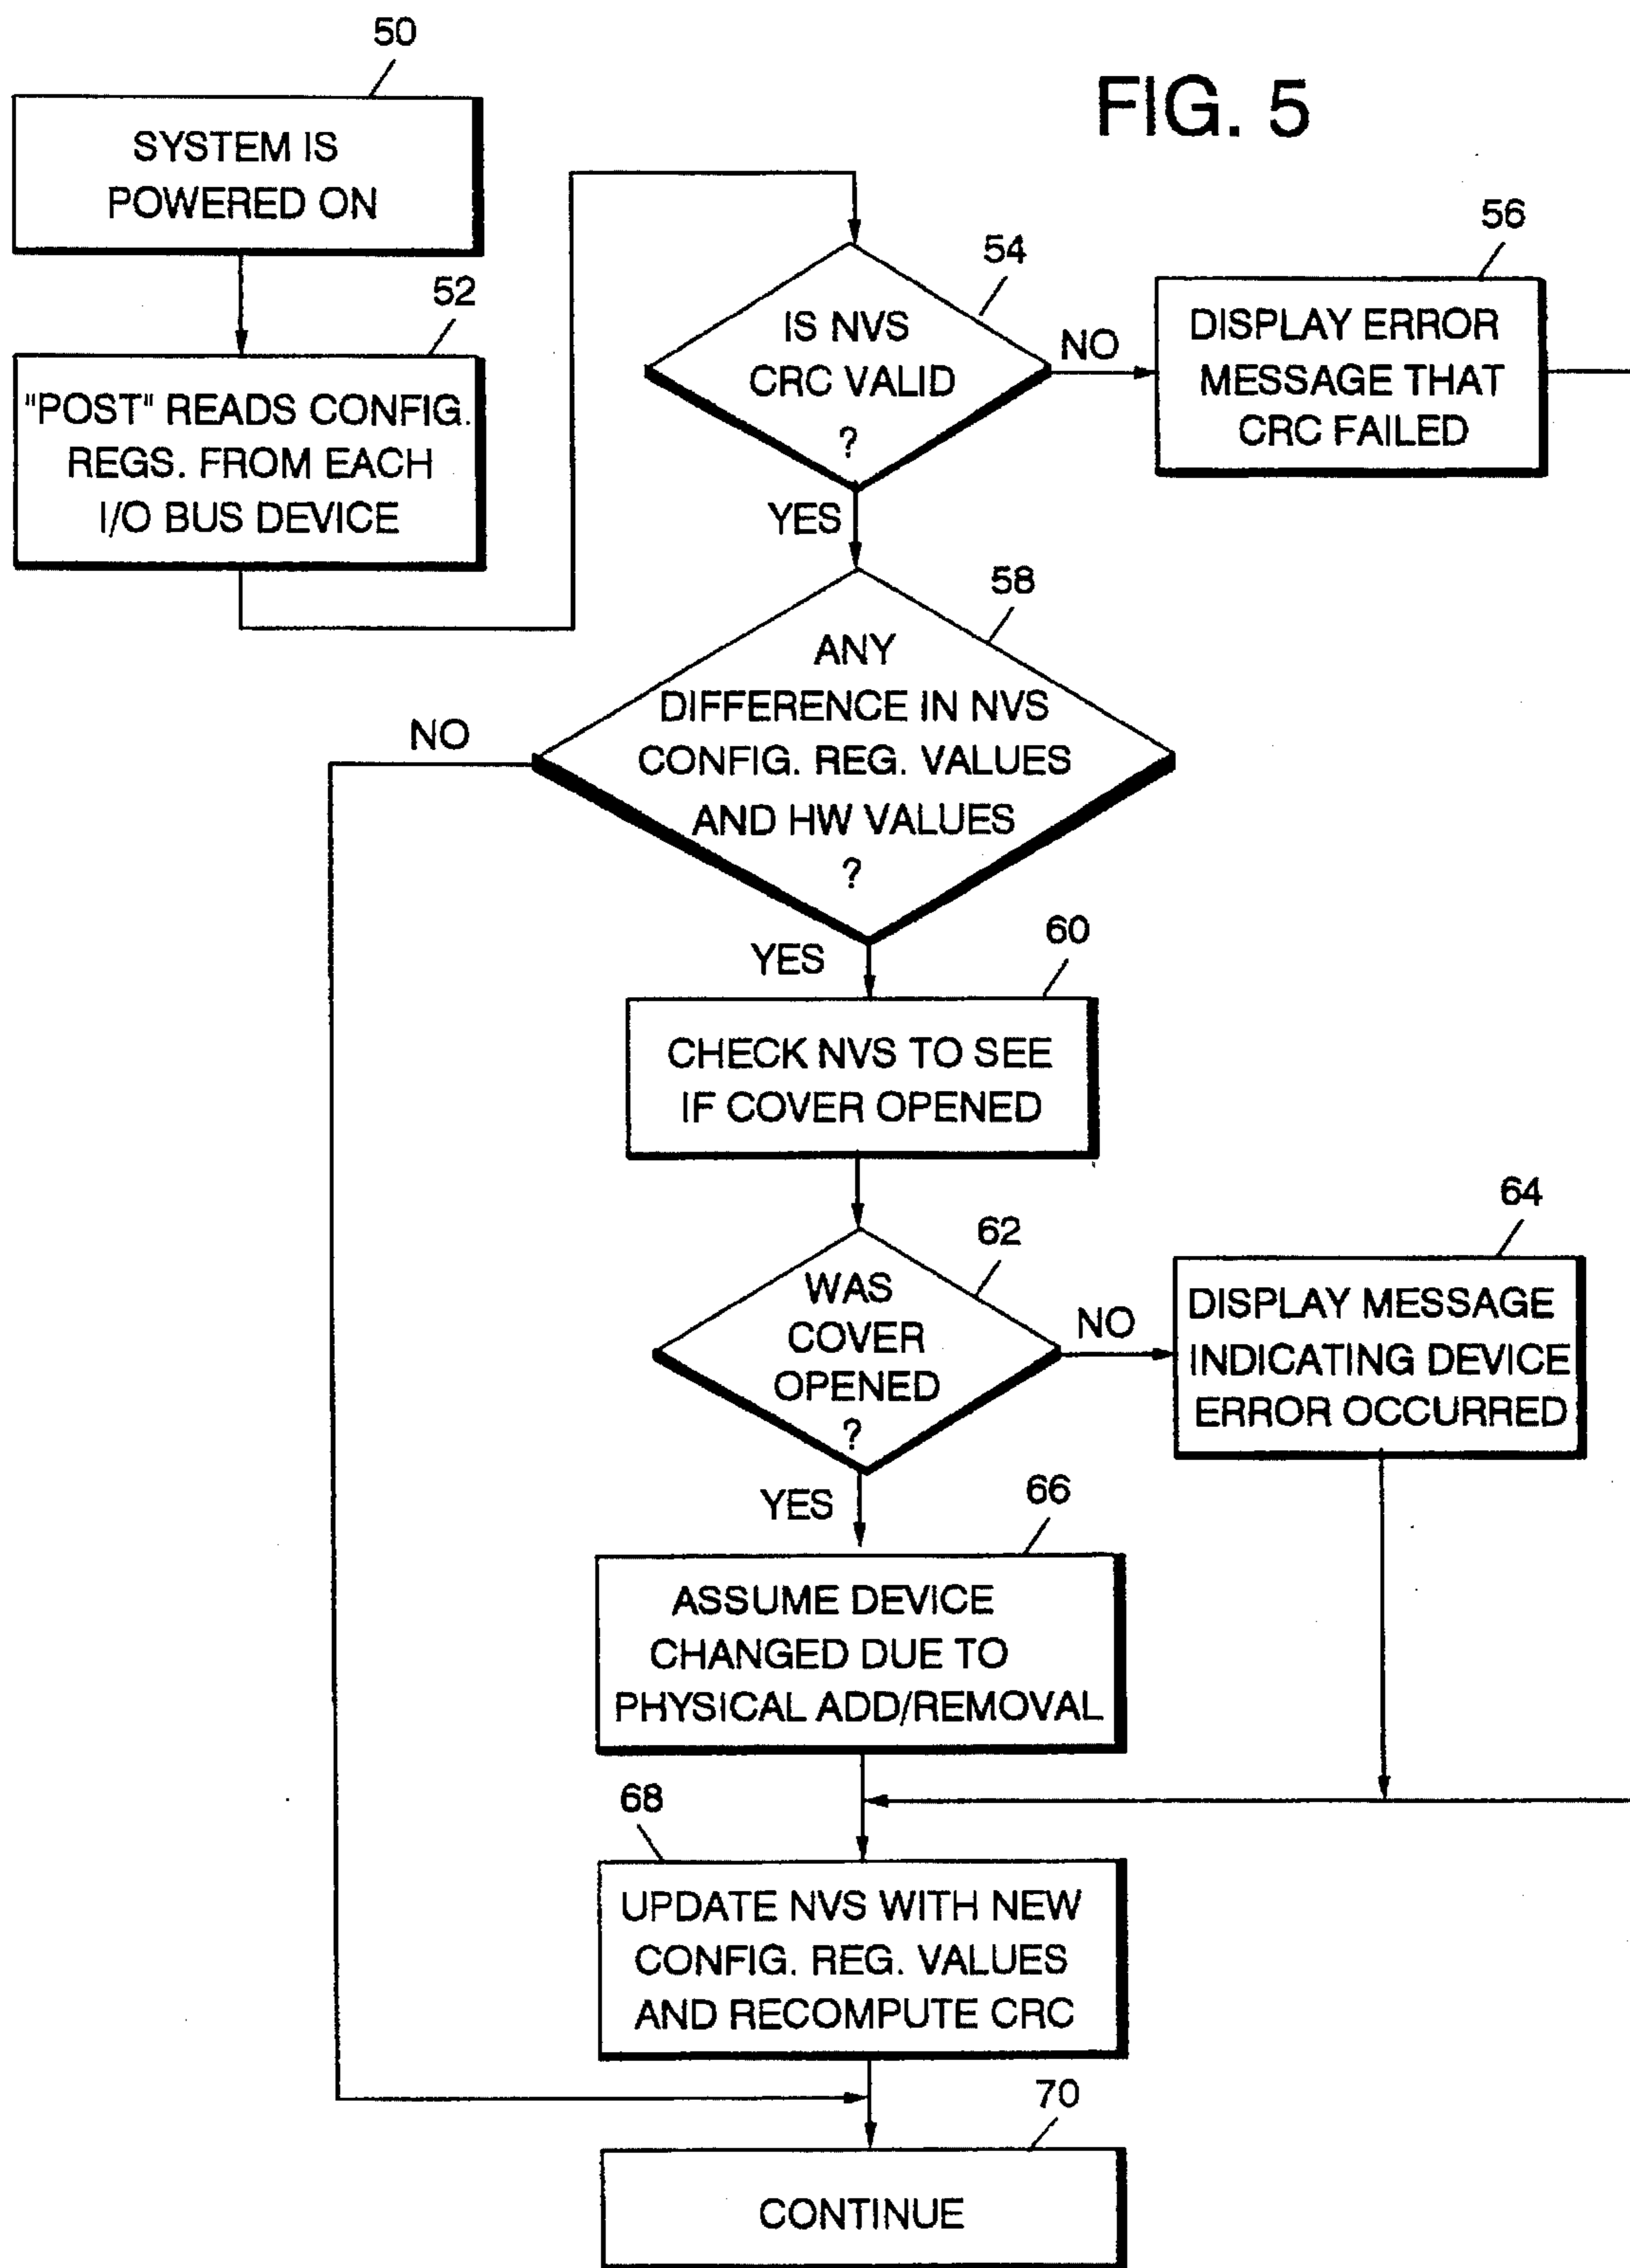 FIG. 5
50
SYSTEM IS
POWERED ON
52
"POST" READS CONFIG.
REGS. FROM EACH
I/O BUS DEVICE
54
IS NVS
CRC VALID
?
NO
YES
56
DISPLAY ERROR
MESSAGE THAT
CRC FAILED
58
ANY
DIFFERENCE IN NVS
CONFIG. REG. VALUES
AND HW VALUES
?
NO
YES
60
CHECK NVS TO SEE
IF COVER OPENED
62
WAS
COVER
OPENED
?
NO
YES
64
DISPLAY MESSAGE
INDICATING DEVICE
ERROR OCCURRED
66
ASSUME DEVICE
CHANGED DUE TO
PHYSICAL ADD/REMOVAL
68
UPDATE NVS WITH NEW
CONFIG. REG. VALUES
AND RECOMPUTE CRC
70
CONTINUE